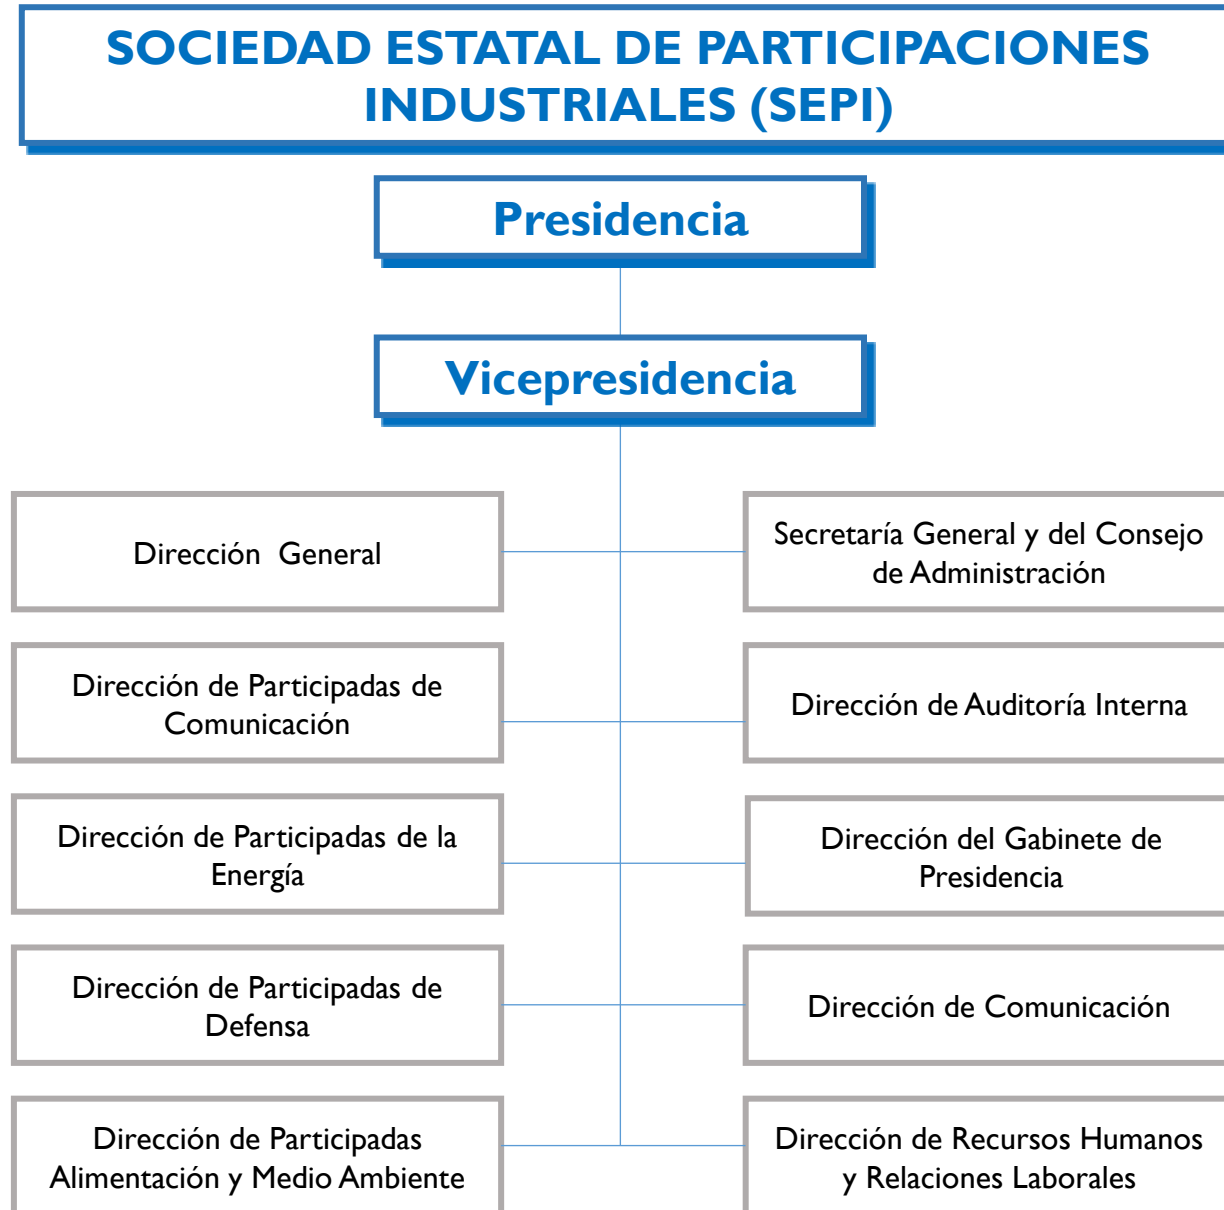 SOCIEDAD ESTATAL DE PARTICIPACIONES
INDUSTRIALES (SEPI)
Presidencia
Vicepresidencia
Dirección General
Secretaría General y del Consejo
de Administración
Dirección de Participadas de
Comunicación
Dirección de Auditoría Interna
Dirección de Participadas de la
Energía
Dirección del Gabinete de
Presidencia
Dirección de Participadas de
Defensa
Dirección de Comunicación
Dirección de Participadas
Alimentación y Medio Ambiente
Dirección de Recursos Humanos
y Relaciones Laborales